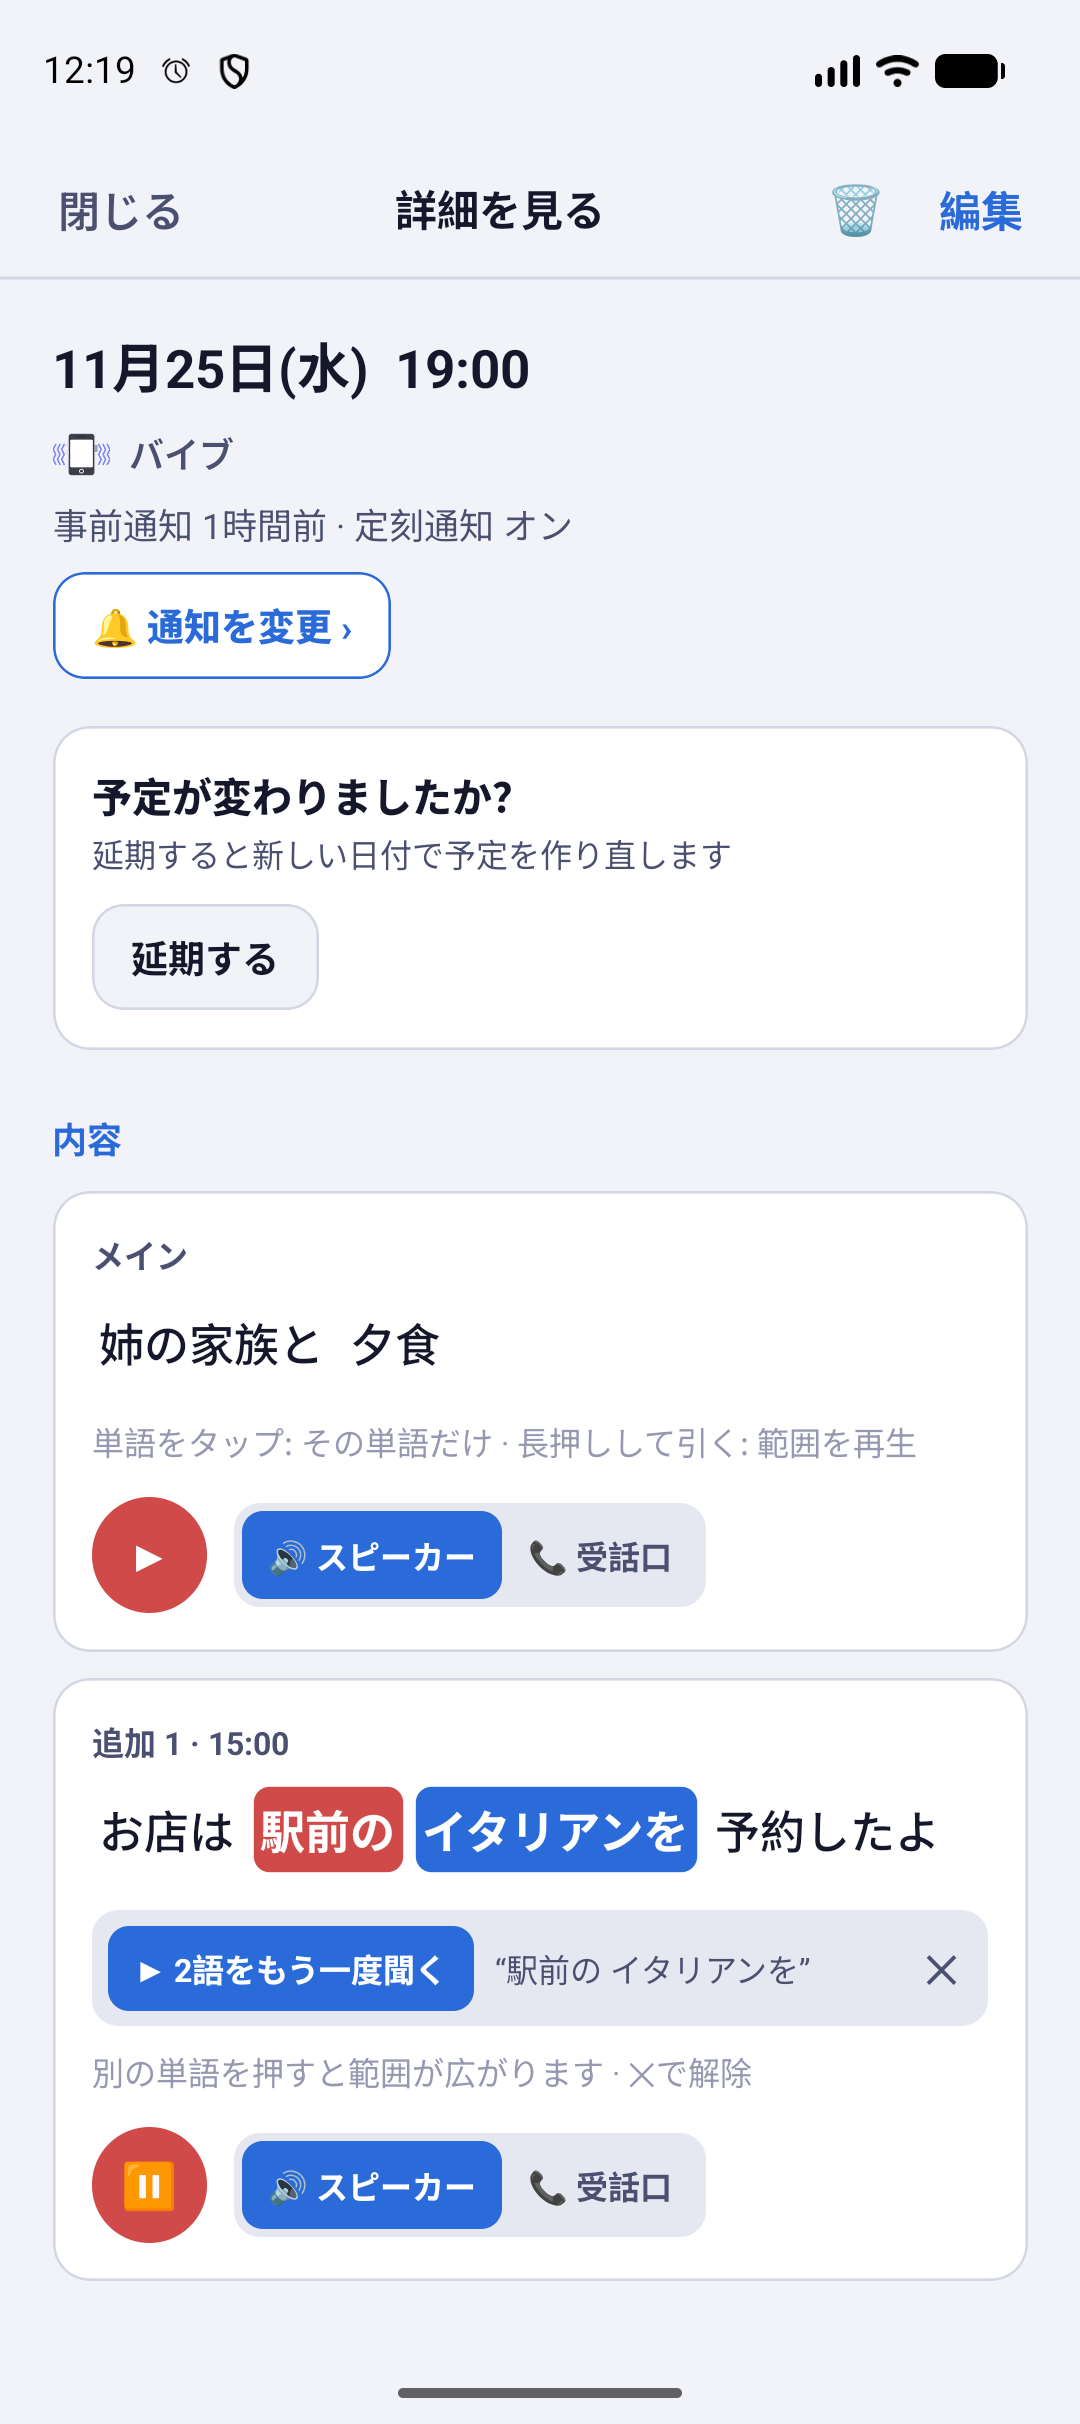 12:19
閉じる 詳細を見る 編集
11月25日(水) 19:00
バイブ
事前通知 1時間前 · 定刻通知 オン
通知を変更 ›
予定が変わりましたか?
延期すると新しい日付で予定を作り直します
延期する
内容
メイン
姉の家族と 夕食
単語をタップ: その単語だけ · 長押しして引く: 範囲を再生
スピーカー 受話口
追加 1 · 15:00
お店は 駅前の イタリアンを 予約したよ
▶ 2語をもう一度聞く “駅前の イタリアンを” ✕
別の単語を押すと範囲が広がります · ✕で解除
スピーカー 受話口